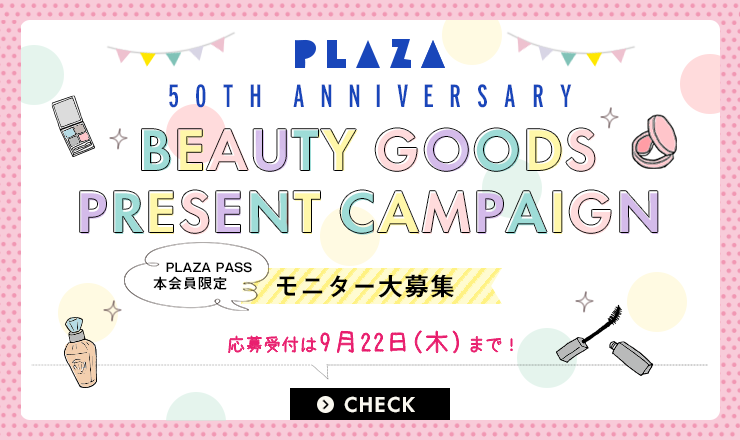 PLAZA
50TH ANNIVERSARY
BEAUTY GOODS
PRESENT CAMPAIGN
PLAZA PASS
本会員限定
モニター大募集
応募受付は9月22日(木)まで!
CHECK